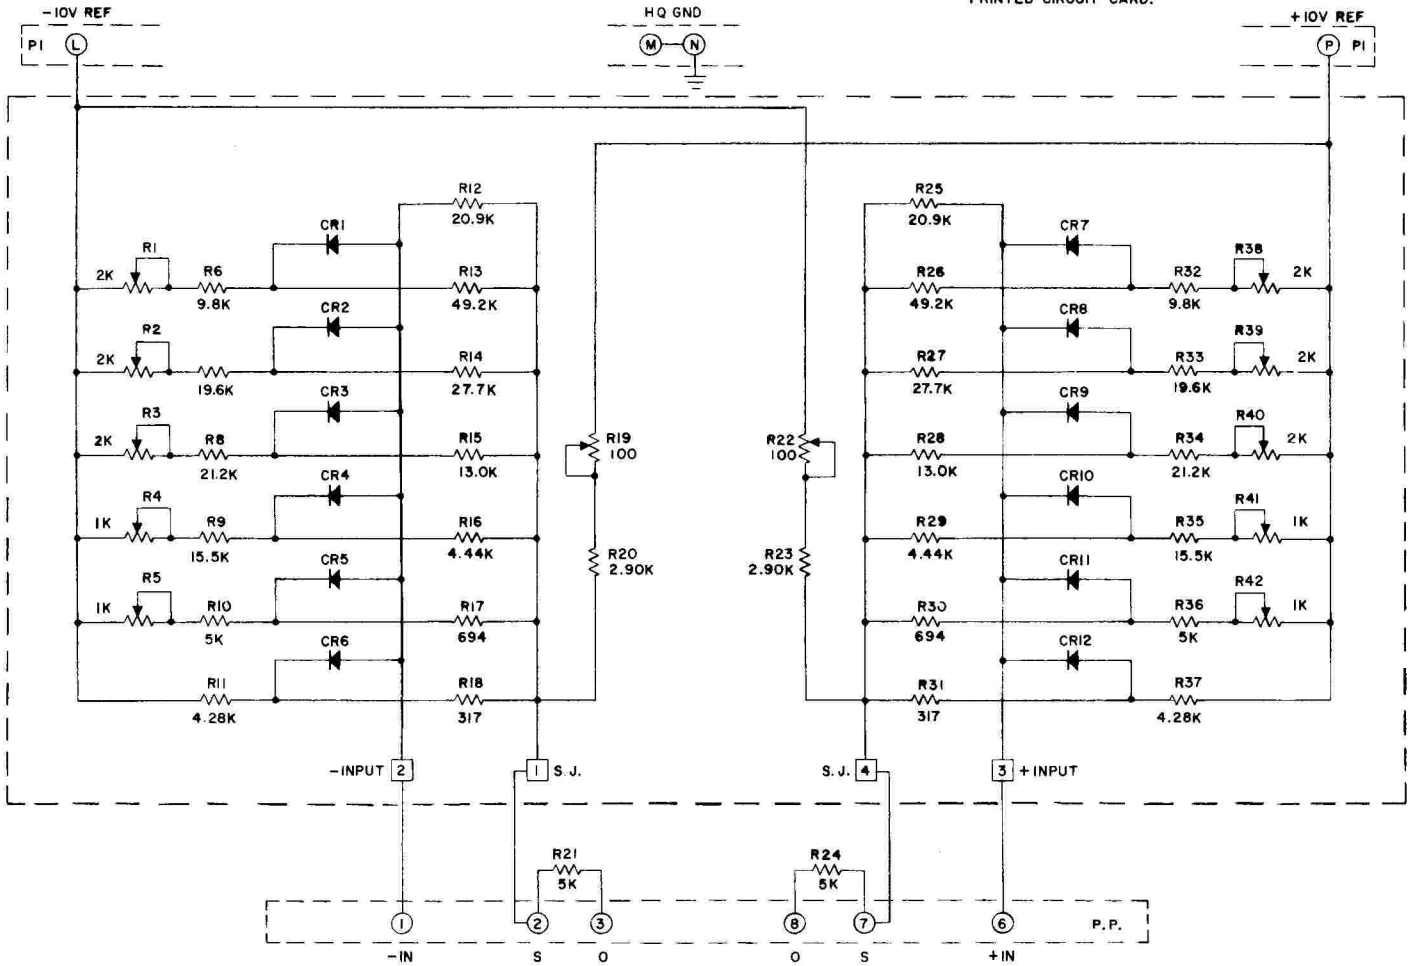 PRINTED CIRCUIT CARD.
-10V REF
HQ GND
+10V REF
P1 L
M N
P P1
R12
20.9K
R25
20.9K
CR1
CR7
R1
2K
R6
9.8K
R13
49.2K
R26
49.2K
R32
9.8K
R38
2K
CR2
CR8
R2
2K
19.6K
R14
27.7K
R27
27.7K
R33
19.6K
R39
2K
CR3
CR9
R3
2K
R8
21.2K
R15
13.0K
R19
100
R22
100
R28
13.0K
R34
21.2K
R40
2K
CR4
CR10
R4
1K
R9
15.5K
R16
4.44K
R29
4.44K
R35
15.5K
R41
1K
R20
2.90K
R23
2.90K
CR5
CR11
R5
1K
R10
5K
R17
694
R30
694
R36
5K
R42
1K
CR6
CR12
R11
4.28K
R18
317
R31
317
R37
4.28K
-INPUT 2
1 S.J.
S.J. 4
3 +INPUT
R21
5K
R24
5K
1 2 3 8 7 6 P.P.
-IN S O O S +IN